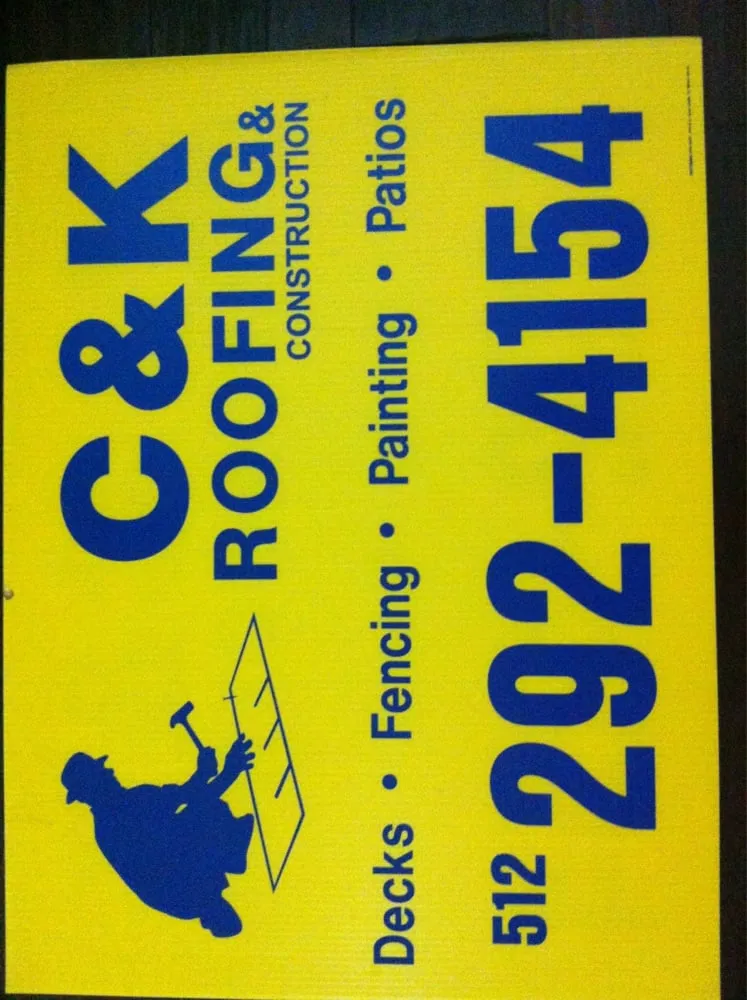 C&K
ROOFING &
CONSTRUCTION
Decks • Fencing • Painting • Patios
512 292-4154